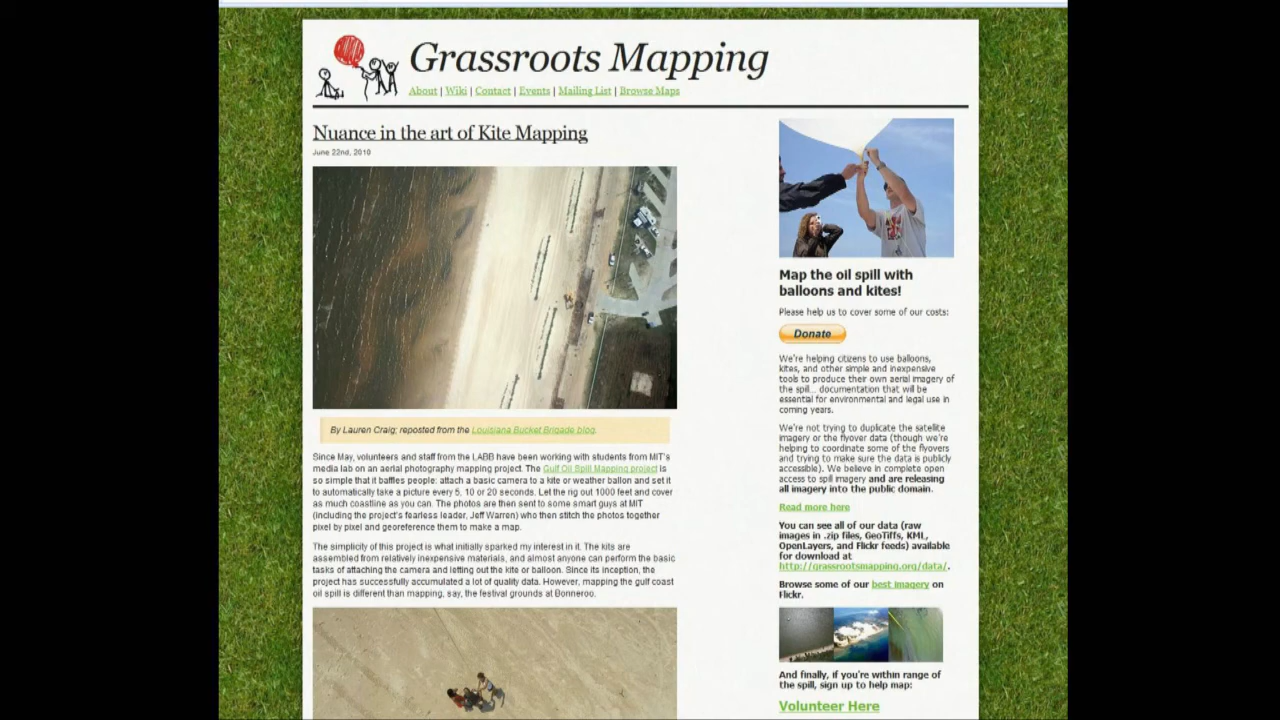 Grassroots Mapping
About | Wiki | Contact | Events | Mailing List | Browse Maps
Nuance in the art of Kite Mapping
June 22nd, 2010
By Lauren Craig; reposted from the Louisiana Bucket Brigade blog.
Since May, volunteers and staff from the LABB have been working with students from MIT's
media lab on an aerial photography mapping project. The Gulf Oil Spill Mapping project is
so simple that it baffles people: attach a basic camera to a kite or weather ballon and set it
to automatically take a picture every 5, 10 or 20 seconds. Let the rig out 1000 feet and cover
as much coastline as you can. The photos are then sent to some smart guys at MIT
(including the project's fearless leader, Jeff Warren) who then stitch the photos together
pixel by pixel and georeference them to make a map.
The simplicity of this project is what initially sparked my interest in it. The kits are
assembled from relatively inexpensive materials, and almost anyone can perform the basic
tasks of attaching the camera and letting out the kite or balloon. Since its inception, the
project has successfully accumulated a lot of quality data. However, mapping the gulf coast
oil spill is different than mapping, say, the festival grounds at Bonneroo.
Map the oil spill with
balloons and kites!
Please help us to cover some of our costs:
Donate
We're helping citizens to use balloons,
kites, and other simple and inexpensive
tools to produce their own aerial imagery of
the spill... documentation that will be
essential for environmental and legal use in
coming years.
We're not trying to duplicate the satellite
imagery or the flyover data (though we're
helping to coordinate some of the flyovers
and trying to make sure the data is publicly
accessible). We believe in complete open
access to spill imagery and are releasing
all imagery into the public domain.
Read more here
You can see all of our data (raw
images in .zip files, GeoTiffs, KML,
OpenLayers, and Flickr feeds) available
for download at
http://grassrootsmapping.org/data/.
Browse some of our best imagery on
Flickr.
And finally, if you're within range of
the spill, sign up to help map:
Volunteer Here